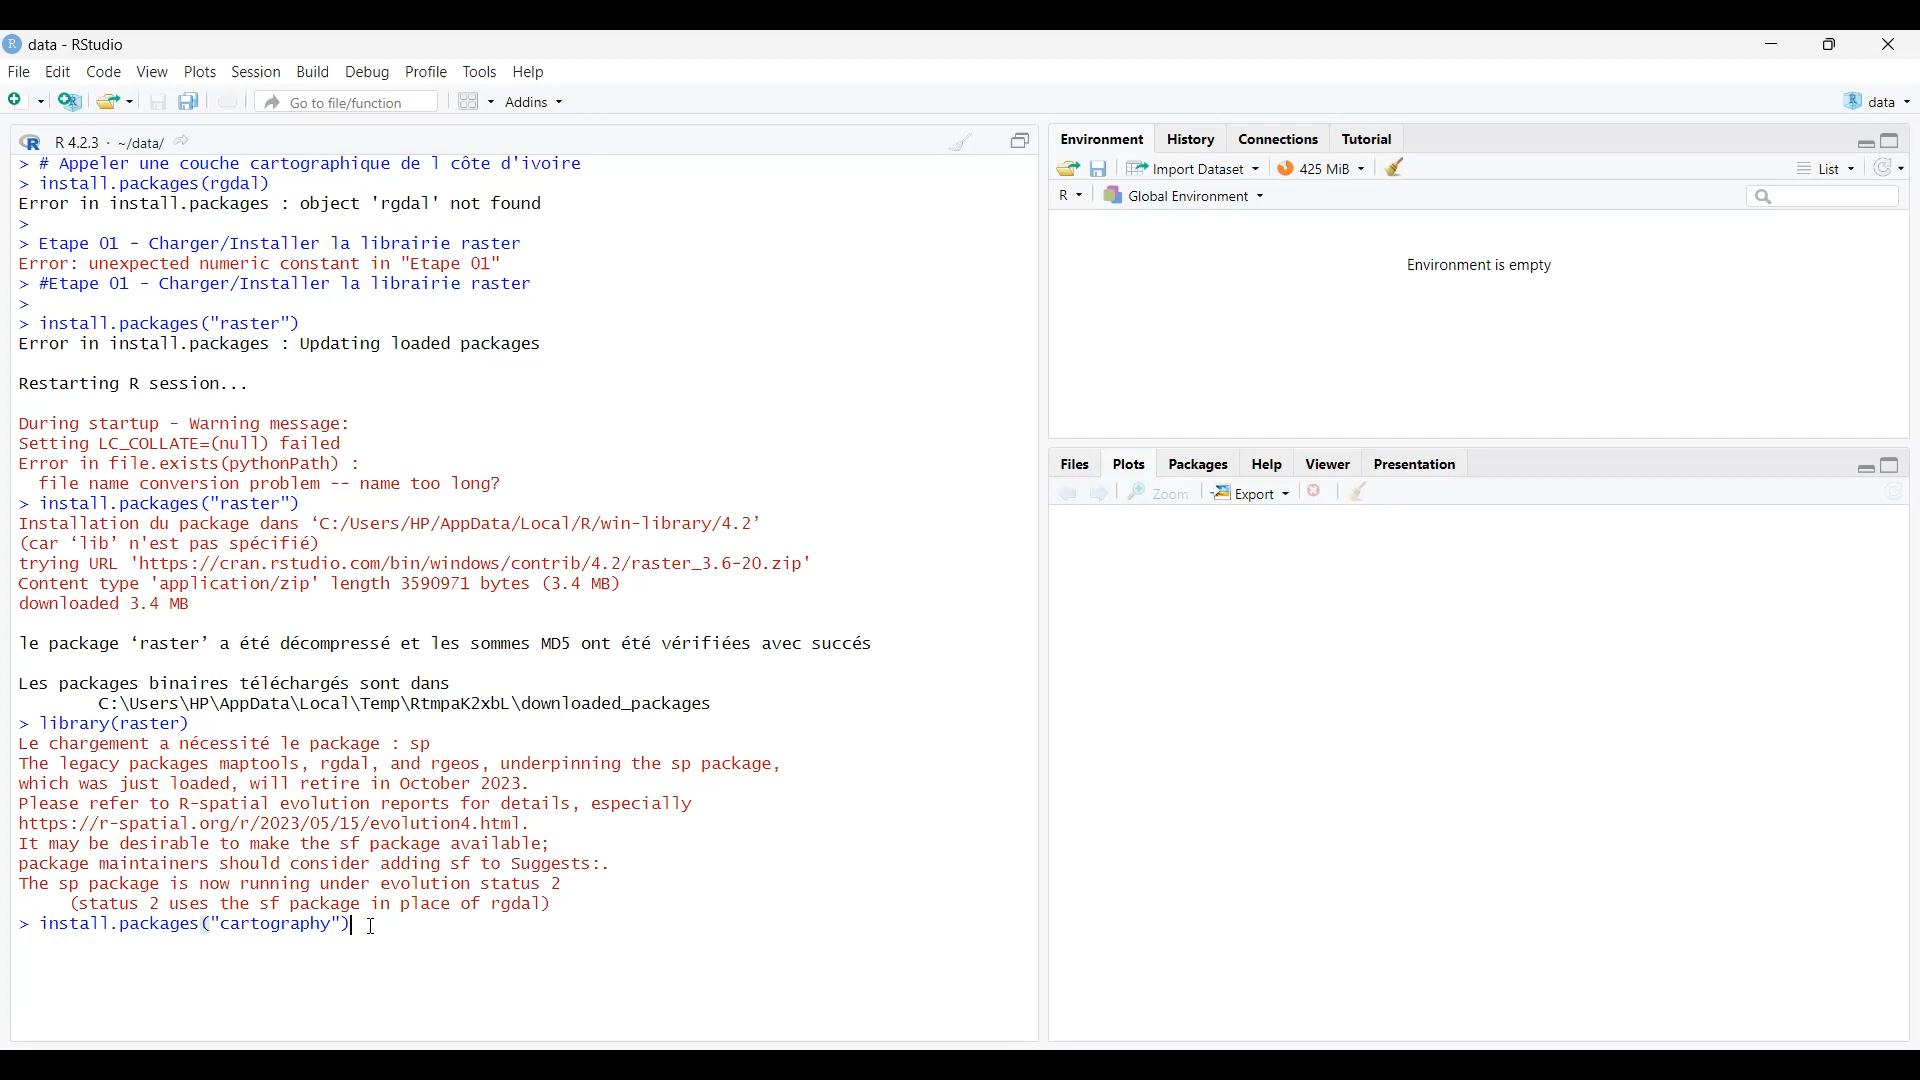 data - RStudio
File Edit Code View Plots Session Build Debug Profile Tools Help
Go to file/function Addins data
R 4.2.3 · ~/data/
> # Appeler une couche cartographique de l côte d'ivoire
> install.packages(rgdal)
Error in install.packages : object 'rgdal' not found
>
> Etape 01 - Charger/Installer la librairie raster
Error: unexpected numeric constant in "Etape 01"
> #Etape 01 - Charger/Installer la librairie raster
>
> install.packages("raster")
Error in install.packages : Updating loaded packages
Restarting R session...
During startup - Warning message:
Setting LC_COLLATE=(null) failed
Error in file.exists(pythonPath) :
file name conversion problem -- name too long?
> install.packages("raster")
Installation du package dans ‘C:/Users/HP/AppData/Local/R/win-library/4.2’
(car ‘lib’ n'est pas spécifié)
trying URL 'https://cran.rstudio.com/bin/windows/contrib/4.2/raster_3.6-20.zip'
Content type 'application/zip' length 3590971 bytes (3.4 MB)
downloaded 3.4 MB
le package ‘raster’ a été décompressé et les sommes MD5 ont été vérifiées avec succés
Les packages binaires téléchargés sont dans
C:\Users\HP\AppData\Local\Temp\RtmpaK2xbL\downloaded_packages
> library(raster)
Le chargement a nécessité le package : sp
The legacy packages maptools, rgdal, and rgeos, underpinning the sp package,
which was just loaded, will retire in October 2023.
Please refer to R-spatial evolution reports for details, especially
https://r-spatial.org/r/2023/05/15/evolution4.html.
It may be desirable to make the sf package available;
package maintainers should consider adding sf to Suggests:.
The sp package is now running under evolution status 2
(status 2 uses the sf package in place of rgdal)
> install.packages("cartography")
Environment History Connections Tutorial
Import Dataset 425 MiB List
R Global Environment
Environment is empty
Files Plots Packages Help Viewer Presentation
Zoom Export